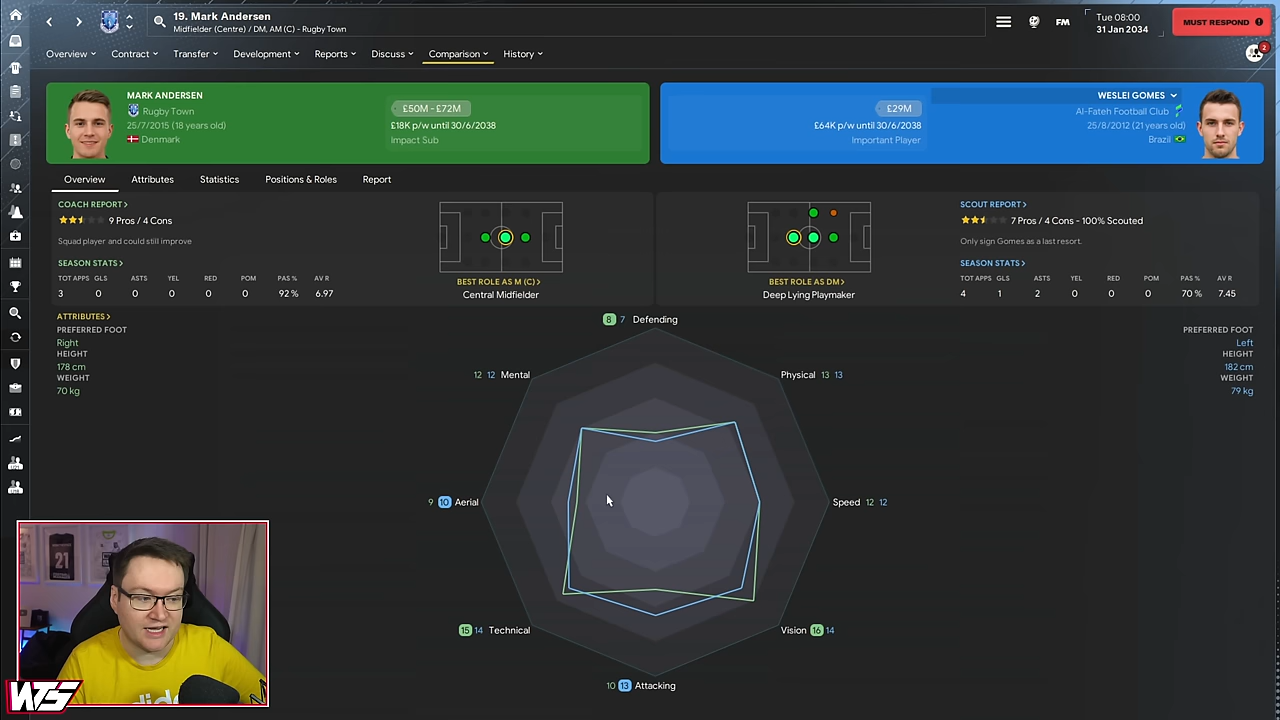 19. Mark Andersen
Midfielder (Centre) / DM, AM (C) - Rugby Town
FM
Tue 08:00
31 Jan 2034
MUST RESPOND
2
Overview
Contract
Transfer
Development
Reports
Discuss
Comparison
History
MARK ANDERSEN
Rugby Town
25/7/2015 (18 years old)
Denmark
£50M - £72M
£18K p/w until 30/6/2038
Impact Sub
£29M
£64K p/w until 30/6/2038
Important Player
WESLEI GOMES
Al-Fateh Football Club
25/8/2012 (21 years old)
Brazil
Overview Attributes Statistics Positions & Roles Report
COACH REPORT >
9 Pros / 4 Cons
Squad player and could still improve
SEASON STATS >
TOT APPS GLS ASTS YEL RED POM PAS % AV R
3 0 0 0 0 0 92 % 6.97
BEST ROLE AS M (C) >
Central Midfielder
BEST ROLE AS DM >
Deep Lying Playmaker
SCOUT REPORT >
7 Pros / 4 Cons - 100% Scouted
Only sign Gomes as a last resort.
SEASON STATS >
TOT APPS GLS ASTS YEL RED POM PAS % AV R
4 1 2 0 0 0 70 % 7.45
ATTRIBUTES >
PREFERRED FOOT
Right
HEIGHT
178 cm
WEIGHT
70 kg
8 7 Defending
12 12 Mental
Physical 13 13
9 10 Aerial
Speed 12 12
15 14 Technical
Vision 16 14
10 13 Attacking
PREFERRED FOOT
Left
HEIGHT
182 cm
WEIGHT
79 kg
21
WTS